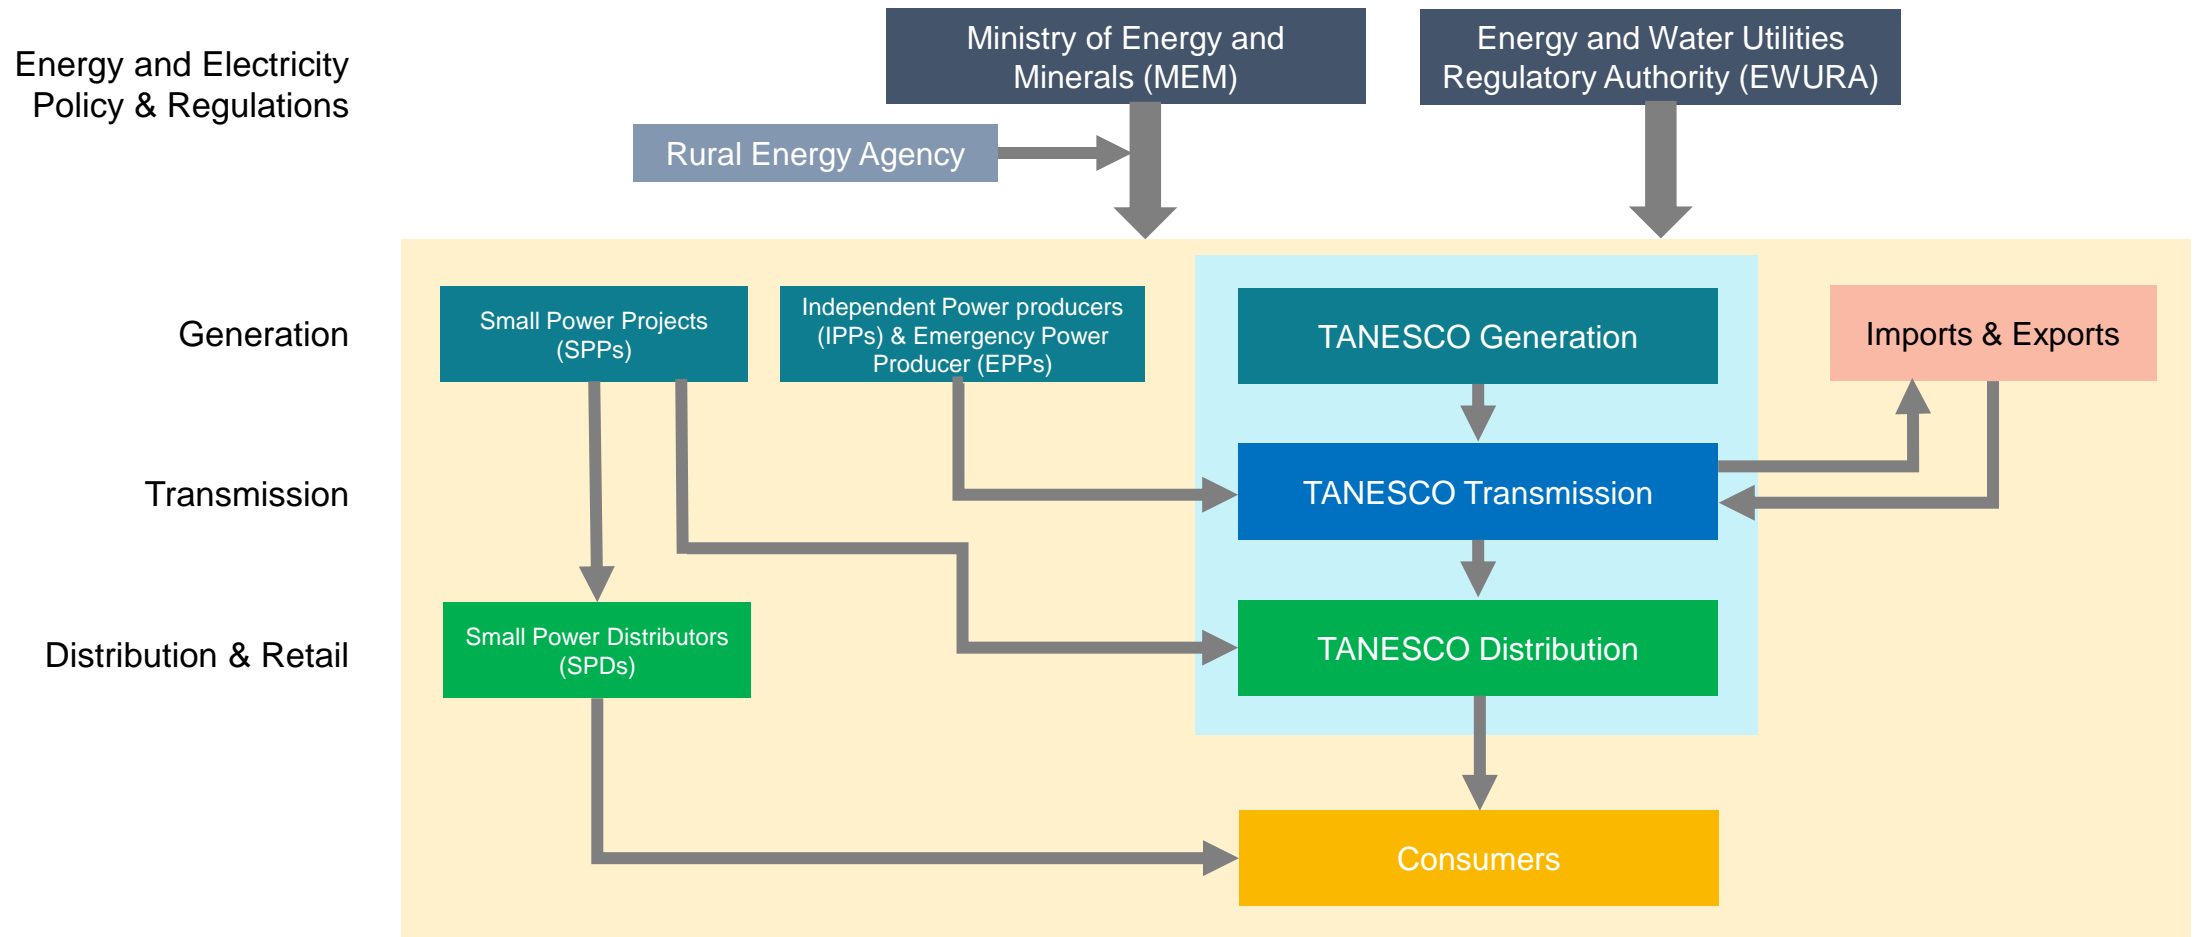 Energy and Electricity
Policy & Regulations
Ministry of Energy and
Minerals (MEM)
Energy and Water Utilities
Regulatory Authority (EWURA)
Rural Energy Agency
Generation
Small Power Projects
(SPPs)
Independent Power producers
(IPPs) & Emergency Power
Producer (EPPs)
TANESCO Generation
Imports & Exports
Transmission
TANESCO Transmission
Distribution & Retail
Small Power Distributors
(SPDs)
TANESCO Distribution
Consumers